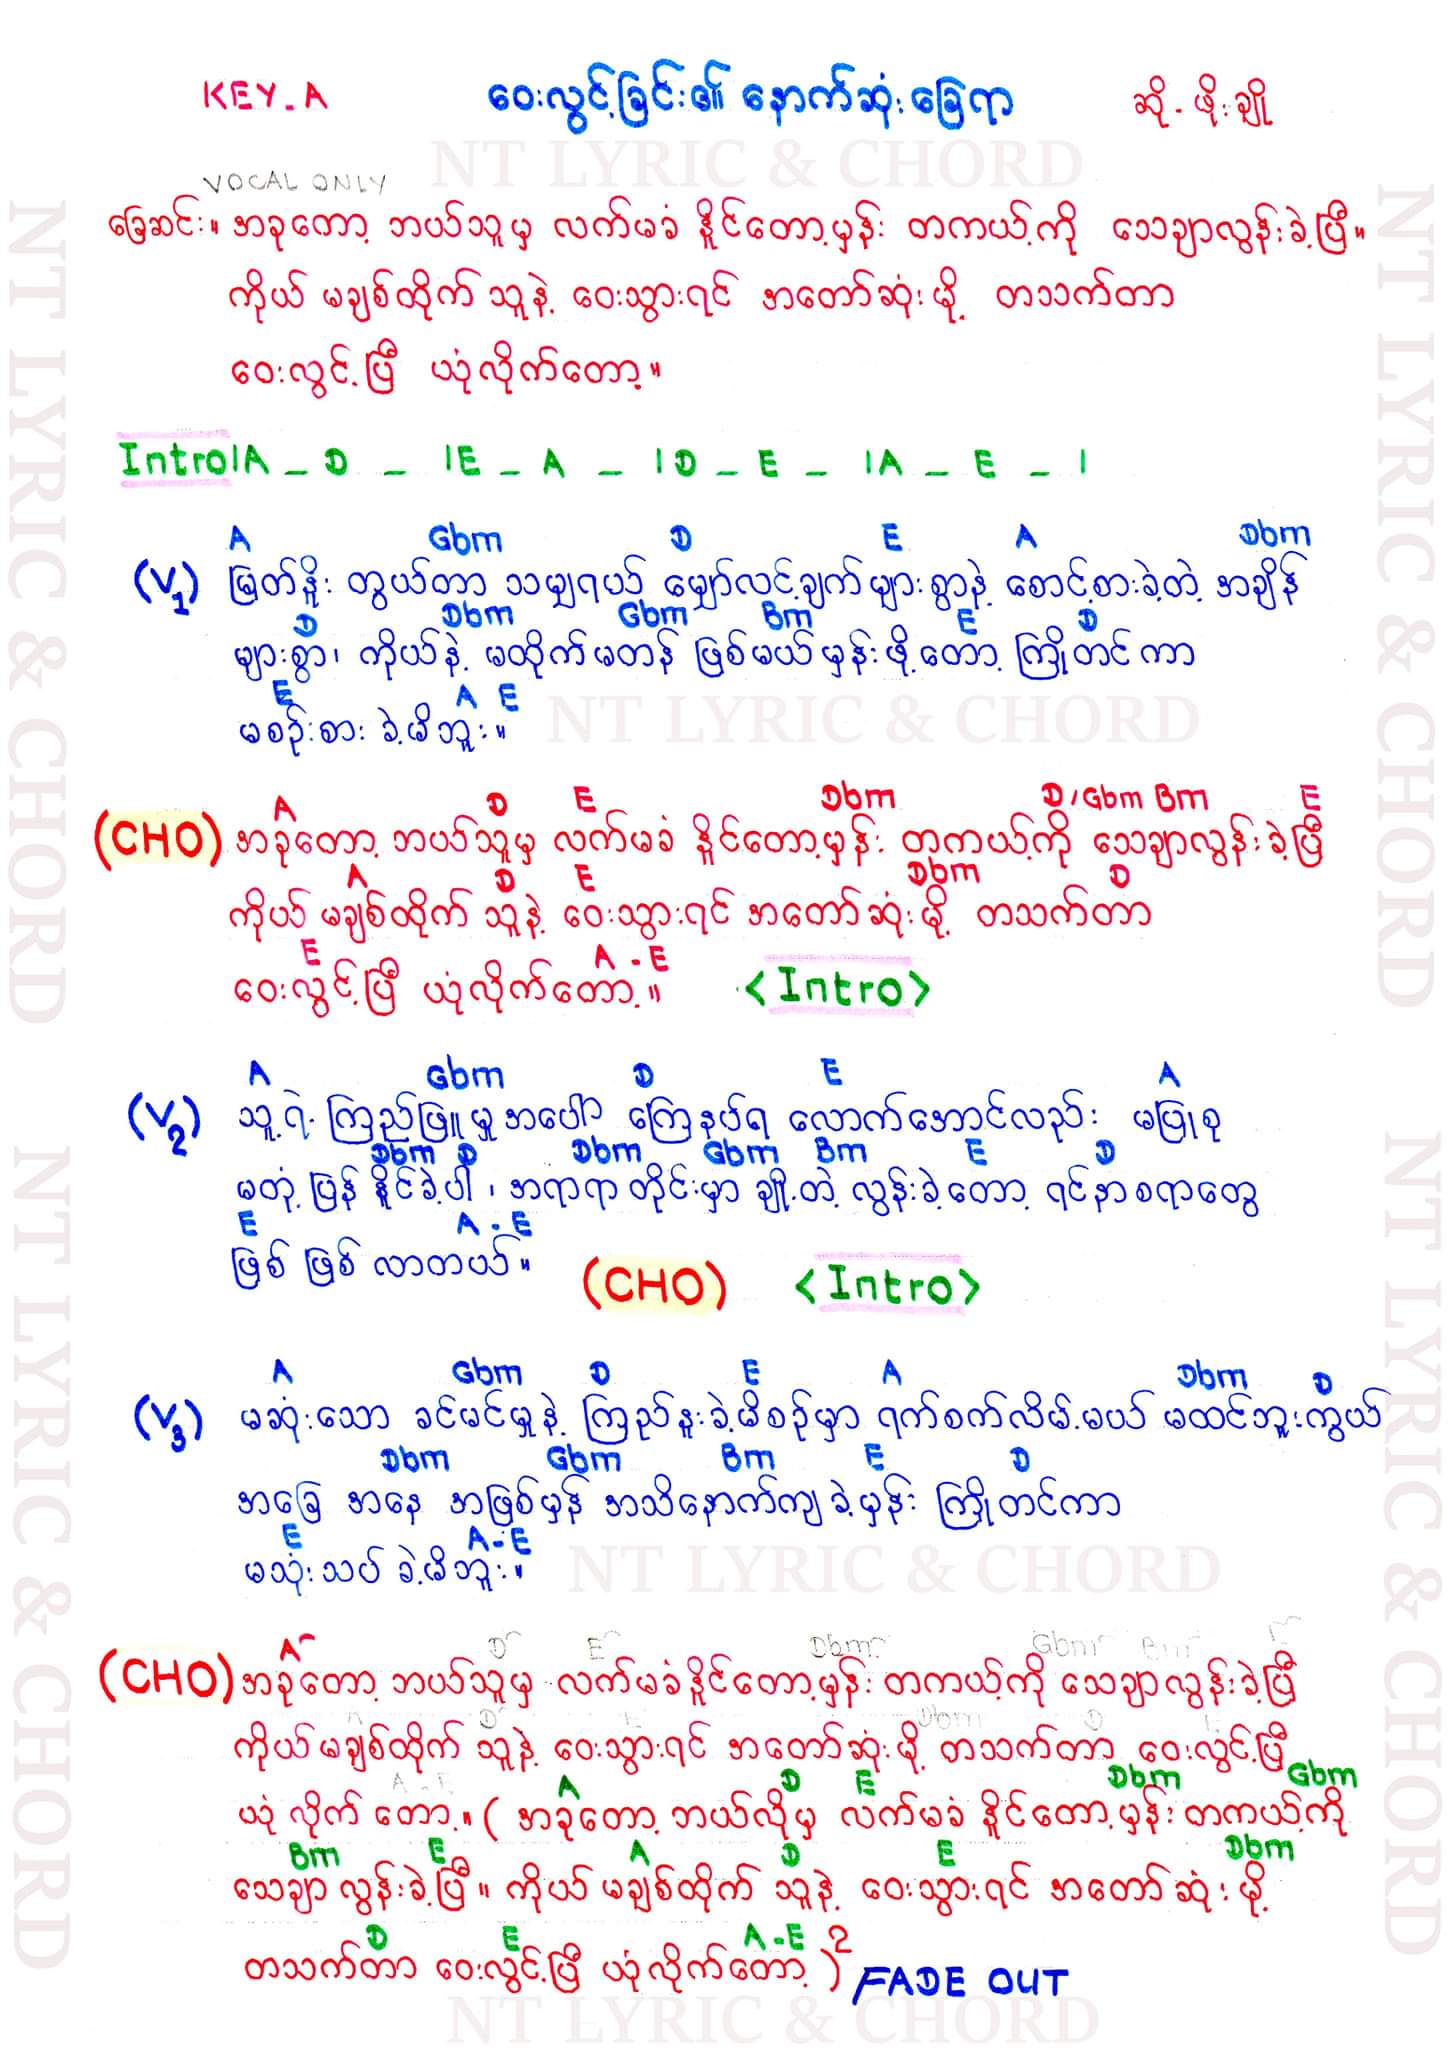 KEY-A ဝေးလွင့်ခြင်း၏ နောက်ဆုံးခြေရာ ဆို - ဖိုးချို
NT LYRIC & CHORD
VOCAL ONLY
ခြေဆင်း။ အခုတော့ ဘယ်သူမှ လက်မခံ နိူင်တော့မှန်း တကယ့်ကို သေချာလွန်းခဲ့ပြီ။
ကိုယ် မချစ်ထိုက် သူနဲ့ ဝေးသွားရင် အတော်ဆုံးမို့ တသက်တာ
ဝေးလွင့်ပြီ ယုံလိုက်တော့။
Intro |A _ D _ |E _ A _ |D _ E _ |A _ E _ |
A Gbm D E A Dbm
(V1) မြတ်နိူး တွယ်တာ သမျှရယ် မျှော်လင့်ချက်များစွာနဲ့ စောင့်စားခဲ့တဲ့ အချိန်
D Dbm Gbm Bm E D
များစွာ၊ ကိုယ်နဲ့ မထိုက်မတန် ဖြစ်မယ်မှန်းဖို့တော့ ကြိုတင်ကာ
E A E
မစဉ်းစား ခဲ့မိဘူး။
NT LYRIC & CHORD
A D E Dbm D/Gbm Bm E
(CHO) အခုတော့ ဘယ်သူမှ လက်မခံ နိူင်တော့မှန်း တကယ့်ကို သေချာလွန်းခဲ့ပြီ
A D E Dbm D
ကိုယ် မချစ်ထိုက် သူနဲ့ ဝေးသွားရင် အတော်ဆုံးမို့ တသက်တာ
E A - E
ဝေးလွင့်ပြီ ယုံလိုက်တော့။ <Intro>
A Gbm D E A
(V2) သူ့ရဲ့ ကြည်ဖြူမှုအပေါ် ကြေနပ်ရ လောက်အောင်လည်း မပြုစု
Dbm D Dbm Gbm Bm E D
မတုံ့ပြန် နိူင်ခဲ့ပါ၊ အရာရာတိုင်းမှာ ချို့တဲ့ လွန်းခဲ့တော့ ရင်နာစရာတွေ
E A - E
ဖြစ် ဖြစ် လာတယ်။
(CHO) <Intro>
A Gbm D E A Dbm D
(V3) မဆုံးသော ခင်မင်မှုနဲ့ ကြည်နူးခဲ့မိစဉ်မှာ ရက်စက်လိမ့်မယ် မထင်ဘူးကွယ်
Dbm Gbm Bm E D
အခြေ အနေ အဖြစ်မှန် အသိနောက်ကျခဲ့မှန်း ကြိုတင်ကာ
E A - E
မသုံးသပ် ခဲ့မိဘူး။
NT LYRIC & CHORD
A D E Dbm Gbm Bm
(CHO) အခုတော့ ဘယ်သူမှ လက်မခံနိူင်တော့မှန်း တကယ့်ကို သေချာလွန်းခဲ့ပြီ
D Dbm D
ကိုယ်မချစ်ထိုက် သူနဲ့ ဝေးသွားရင် အတော်ဆုံးမို့ တသက်တာ ဝေးလွင့်ပြီ
A - E A D E Dbm Gbm
ယုံလိုက် တော့။ ( အခုတော့ ဘယ်လိုမှ လက်မခံ နိူင်တော့မှန်း တကယ့်ကို
Bm E A D E Dbm
သေချာလွန်းခဲ့ပြီ။ ကိုယ် မချစ်ထိုက် သူနဲ့ ဝေးသွားရင် အတော်ဆုံးမို့
D E A - E
တသက်တာ ဝေးလွင့်ပြီ ယုံလိုက်တော့ )2 FADE OUT
NT LYRIC & CHORD
NT LYRIC & CHORD
NT LYRIC & CHORD
NT LYRIC & CHORD
NT LYRIC & CHORD